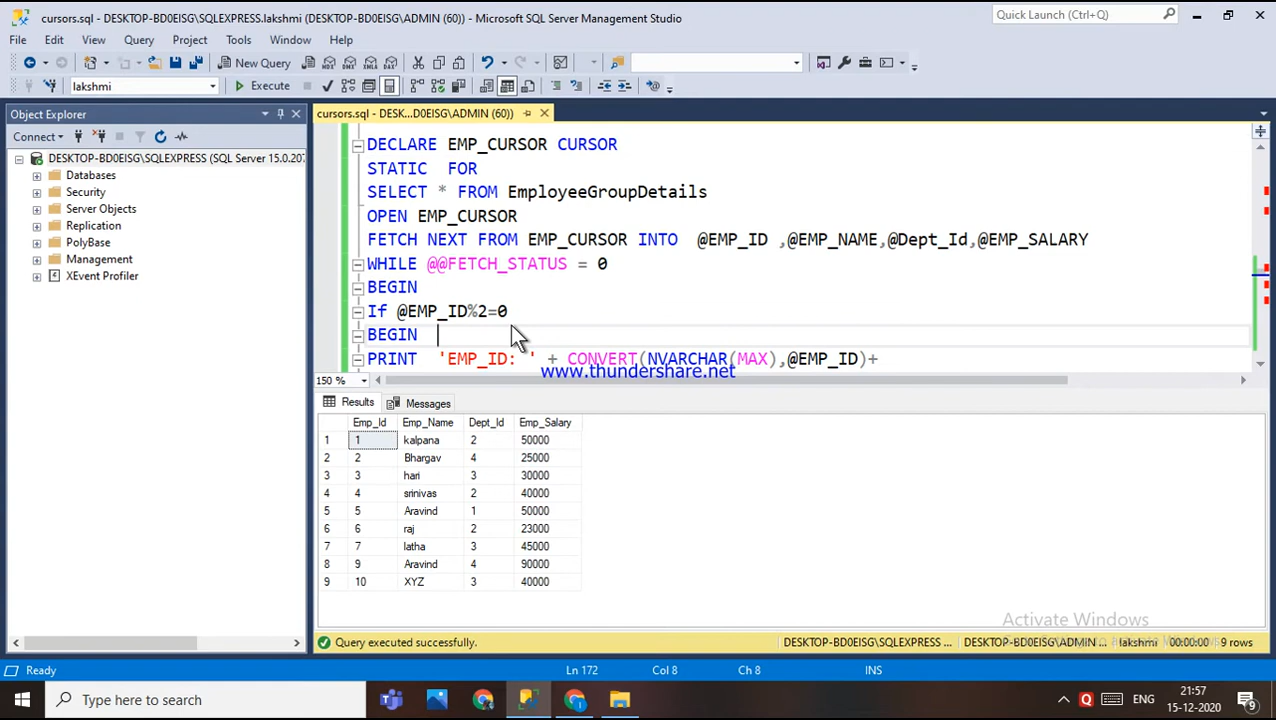 cursors.sql - DESKTOP-BD0EISG\SQLEXPRESS.lakshmi (DESKTOP-BD0EISG\ADMIN (60)) - Microsoft SQL Server Management Studio
Quick Launch (Ctrl+Q)
File Edit View Query Project Tools Window Help
New Query
MDX DMX XMLA DAX
lakshmi
Execute
Object Explorer
cursors.sql - DESK...D0EISG\ADMIN (60))
Connect
DESKTOP-BD0EISG\SQLEXPRESS (SQL Server 15.0.207
Databases
Security
Server Objects
Replication
PolyBase
Management
XEvent Profiler
DECLARE EMP_CURSOR CURSOR
STATIC FOR
SELECT * FROM EmployeeGroupDetails
OPEN EMP_CURSOR
FETCH NEXT FROM EMP_CURSOR INTO @EMP_ID ,@EMP_NAME,@Dept_Id,@EMP_SALARY
WHILE @@FETCH_STATUS = 0
BEGIN
If @EMP_ID%2=0
BEGIN
PRINT 'EMP_ID: ' + CONVERT(NVARCHAR(MAX),@EMP_ID)+
www.thundershare.net
150 %
Results Messages
Emp_Id Emp_Name Dept_Id Emp_Salary
1 1 kalpana 2 50000
2 2 Bhargav 4 25000
3 3 hari 3 30000
4 4 srinivas 2 40000
5 5 Aravind 1 50000
6 6 raj 2 23000
7 7 latha 3 45000
8 9 Aravind 4 90000
9 10 XYZ 3 40000
Activate Windows
Query executed successfully.
DESKTOP-BD0EISG\SQLEXPRESS ... DESKTOP-BD0EISG\ADMIN ... lakshmi 00:00:00 9 rows
Ready Ln 172 Col 8 Ch 8 INS
Type here to search
ENG
21:57
15-12-2020
9